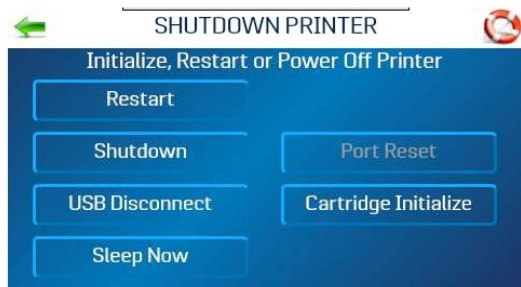 SHUTDOWN PRINTER
Initialize, Restart or Power Off Printer
Restart
Shutdown
Port Reset
USB Disconnect
Cartridge Initialize
Sleep Now